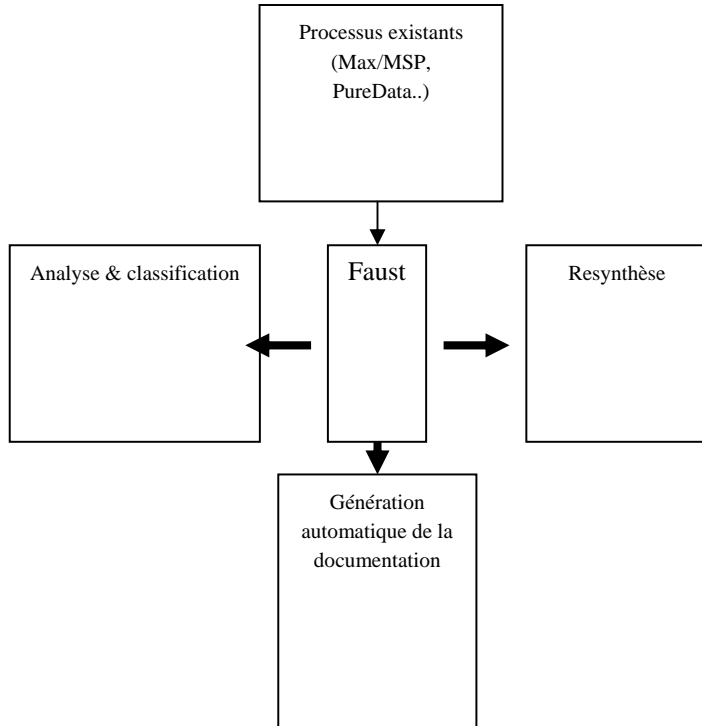 Processus existants
(Max/MSP,
PureData..)
Analyse & classification
Faust
Resynthèse
Génération
automatique de la
documentation